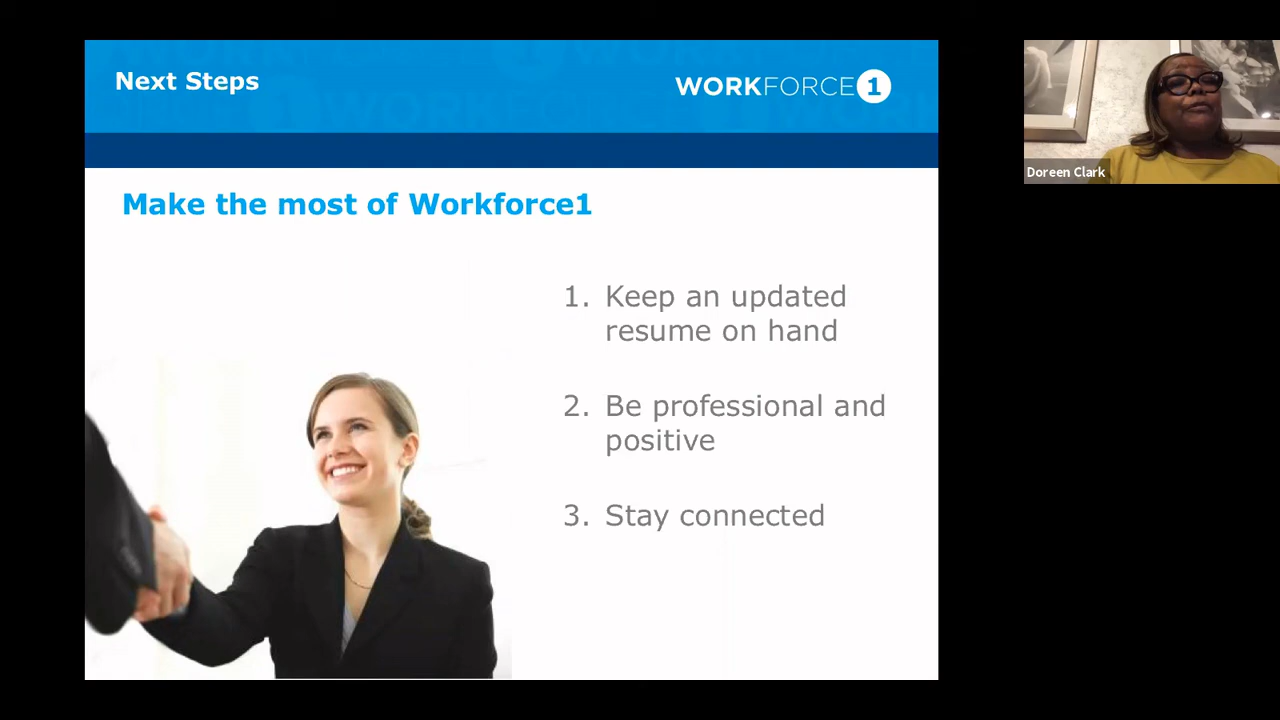 Next Steps
WORKFORCE1
Make the most of Workforce1
1. Keep an updated
resume on hand
2. Be professional and
positive
3. Stay connected
Doreen Clark